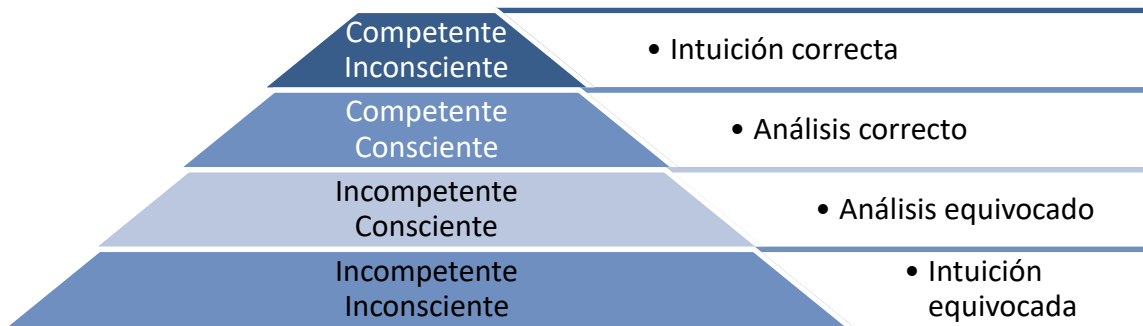 Competente
Inconsciente
• Intuición correcta
Competente
Consciente
• Análisis correcto
Incompetente
Consciente
• Análisis equivocado
Incompetente
Inconsciente
• Intuición
equivocada